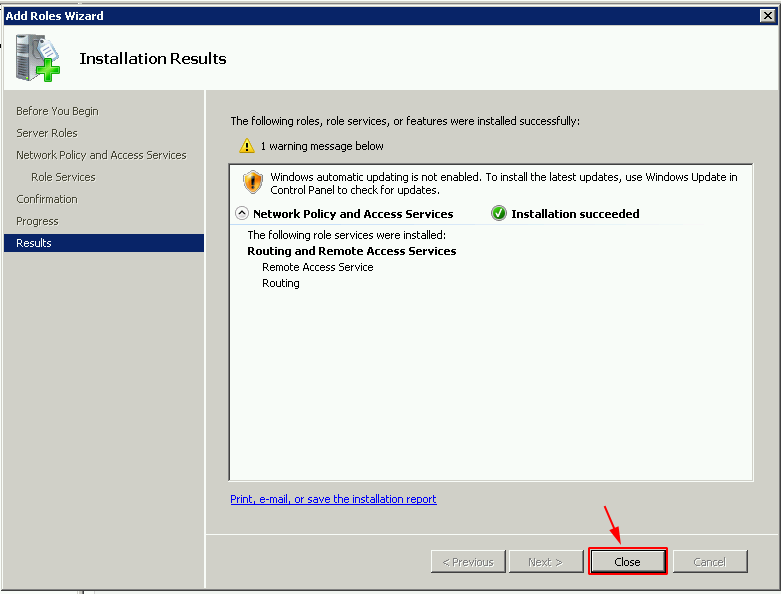 Add Roles Wizard
Installation Results
Before You Begin
Server Roles
Network Policy and Access Services
Role Services
Confirmation
Progress
Results
The following roles, role services, or features were installed successfully:
1 warning message below
Windows automatic updating is not enabled. To install the latest updates, use Windows Update in
Control Panel to check for updates.
Network Policy and Access Services Installation succeeded
The following role services were installed:
Routing and Remote Access Services
Remote Access Service
Routing
Print, e-mail, or save the installation report
< Previous Next > Close Cancel